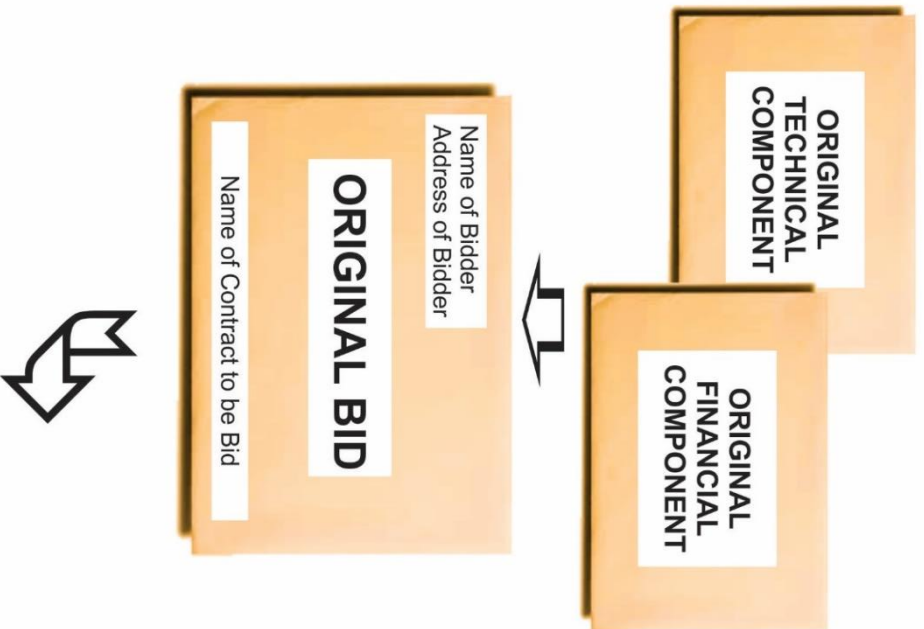 ORIGINAL
TECHNICAL
COMPONENT
ORIGINAL
FINANCIAL
COMPONENT
Name of Bidder
Address of Bidder
ORIGINAL BID
Name of Contract to be Bid